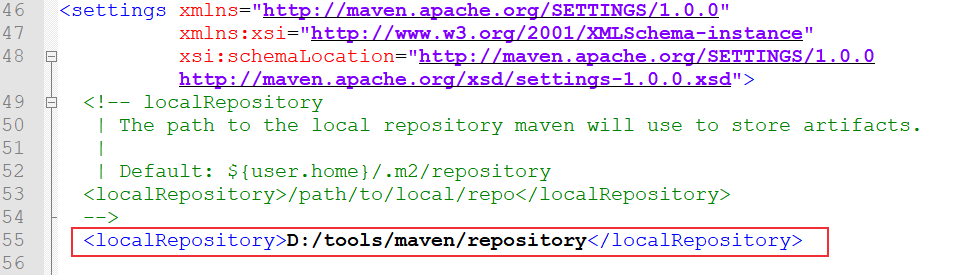 46 <settings xmlns="http://maven.apache.org/SETTINGS/1.0.0"
47 xmlns:xsi="http://www.w3.org/2001/XMLSchema-instance"
48 xsi:schemaLocation="http://maven.apache.org/SETTINGS/1.0.0
http://maven.apache.org/xsd/settings-1.0.0.xsd">
49 <!-- localRepository
50 | The path to the local repository maven will use to store artifacts.
51 |
52 | Default: ${user.home}/.m2/repository
53 <localRepository>/path/to/local/repo</localRepository>
54 -->
55 <localRepository>D:/tools/maven/repository</localRepository>
56